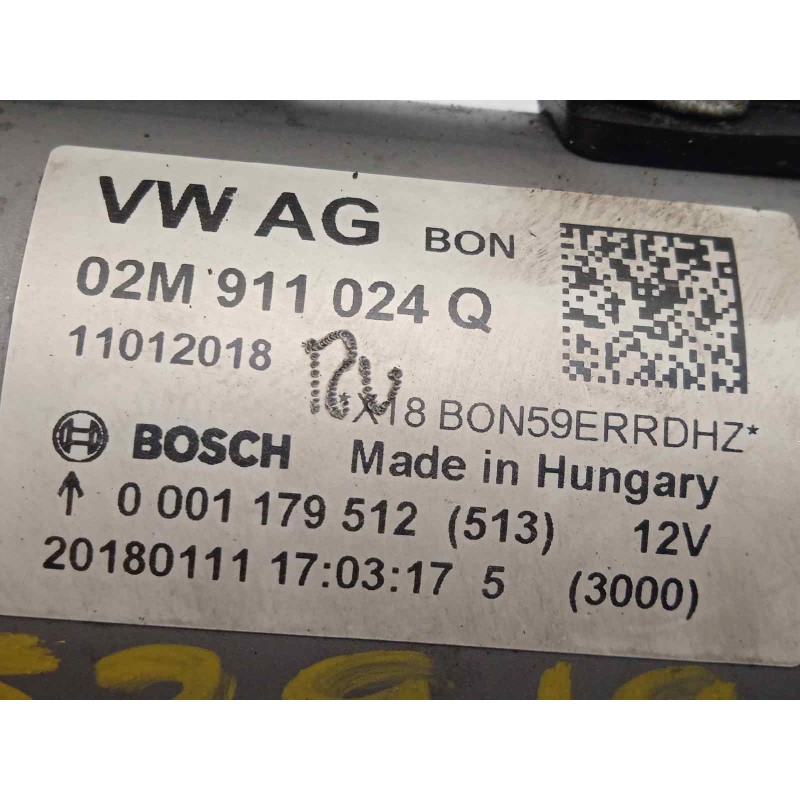 VW AG BON
02M 911 024 Q
11012018
*X18 BON59ERRDHZ*
BOSCH Made in Hungary
↑ 0 001 179 512 (513) 12V
20180111 17:03:17 5 (3000)